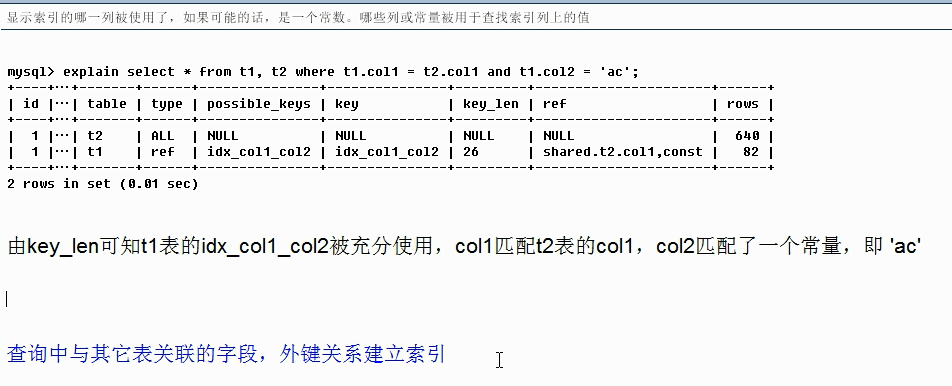 显示索引的哪一列被使用了，如果可能的话，是一个常数。哪些列或常量被用于查找索引列上的值
mysql> explain select * from t1, t2 where t1.col1 = t2.col1 and t1.col2 = 'ac';
+----+...+-------+------+---------------+---------------+---------+----------------------+------+
| id |...| table | type | possible_keys | key | key_len | ref | rows |
+----+...+-------+------+---------------+---------------+---------+----------------------+------+
| 1 |...| t2 | ALL | NULL | NULL | NULL | NULL | 640 |
| 1 |...| t1 | ref | idx_col1_col2 | idx_col1_col2 | 26 | shared.t2.col1,const | 82 |
+----+...+-------+------+---------------+---------------+---------+----------------------+------+
2 rows in set (0.01 sec)
由key_len可知t1表的idx_col1_col2被充分使用，col1匹配t2表的col1，col2匹配了一个常量，即 'ac'
查询中与其它表关联的字段，外键关系建立索引